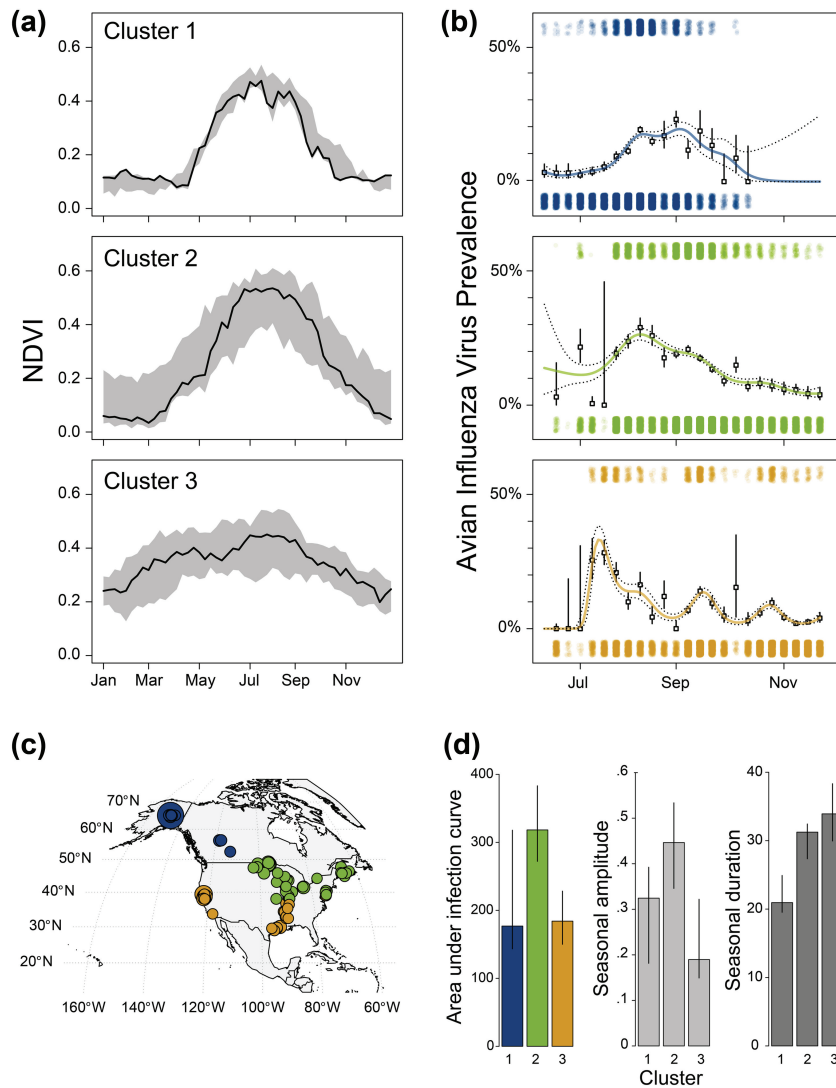 (a)
Cluster 1
0.6
0.4
0.2
0.0
Cluster 2
0.6
0.4
0.2
0.0
Cluster 3
0.6
0.4
0.2
0.0
NDVI
Jan Mar May Jul Sep Nov
(b)
50%
0%
50%
0%
50%
0%
Avian Influenza Virus Prevalence
Jul Sep Nov
(c)
70°N
60°N
50°N
40°N
30°N
20°N
160°W 140°W 120°W 100°W 80°W 60°W
(d)
Area under infection curve
400
300
200
100
0
1 2 3
Seasonal amplitude
.6
.4
.2
.1
0
1 2 3
Seasonal duration
40
30
20
10
0
1 2 3
Cluster